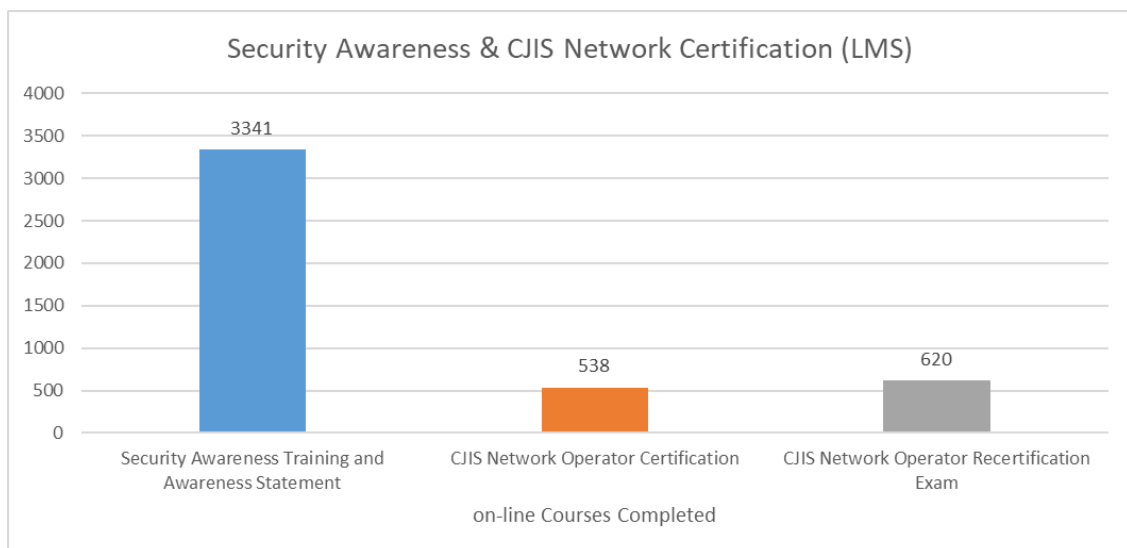 Security Awareness & CJIS Network Certification (LMS)
4000
3500
3000
2500
2000
1500
1000
500
0
3341
538
620
Security Awareness Training and
Awareness Statement
CJIS Network Operator Certification
CJIS Network Operator Recertification
Exam
on-line Courses Completed